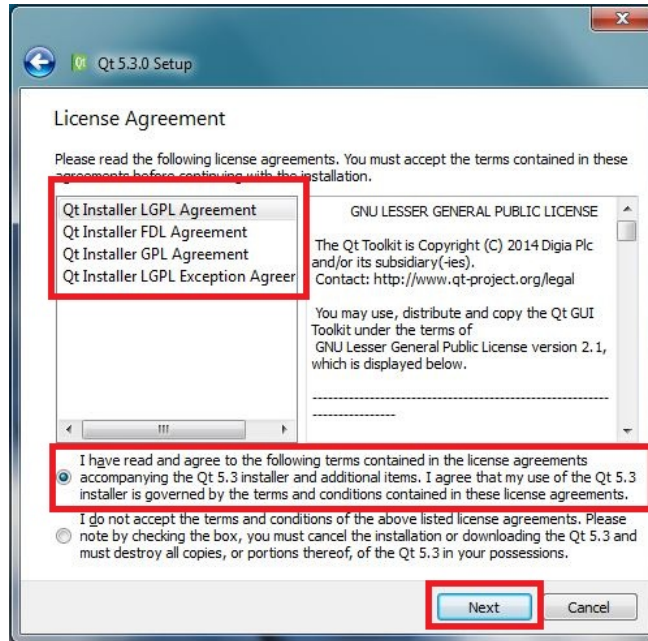 Qt 5.3.0 Setup
License Agreement
Please read the following license agreements. You must accept the terms contained in these
agreements before continuing with the installation.
Qt Installer LGPL Agreement
Qt Installer FDL Agreement
Qt Installer GPL Agreement
Qt Installer LGPL Exception Agreer
GNU LESSER GENERAL PUBLIC LICENSE
The Qt Toolkit is Copyright (C) 2014 Digia Plc
and/or its subsidiary(-ies).
Contact: http://www.qt-project.org/legal
You may use, distribute and copy the Qt GUI
Toolkit under the terms of
GNU Lesser General Public License version 2.1,
which is displayed below.
-------------------------------------------------------
----------------
I have read and agree to the following terms contained in the license agreements
accompanying the Qt 5.3 installer and additional items. I agree that my use of the Qt 5.3
installer is governed by the terms and conditions contained in these license agreements.
I do not accept the terms and conditions of the above listed license agreements. Please
note by checking the box, you must cancel the installation or downloading the Qt 5.3 and
must destroy all copies, or portions thereof, of the Qt 5.3 in your possessions.
Next
Cancel